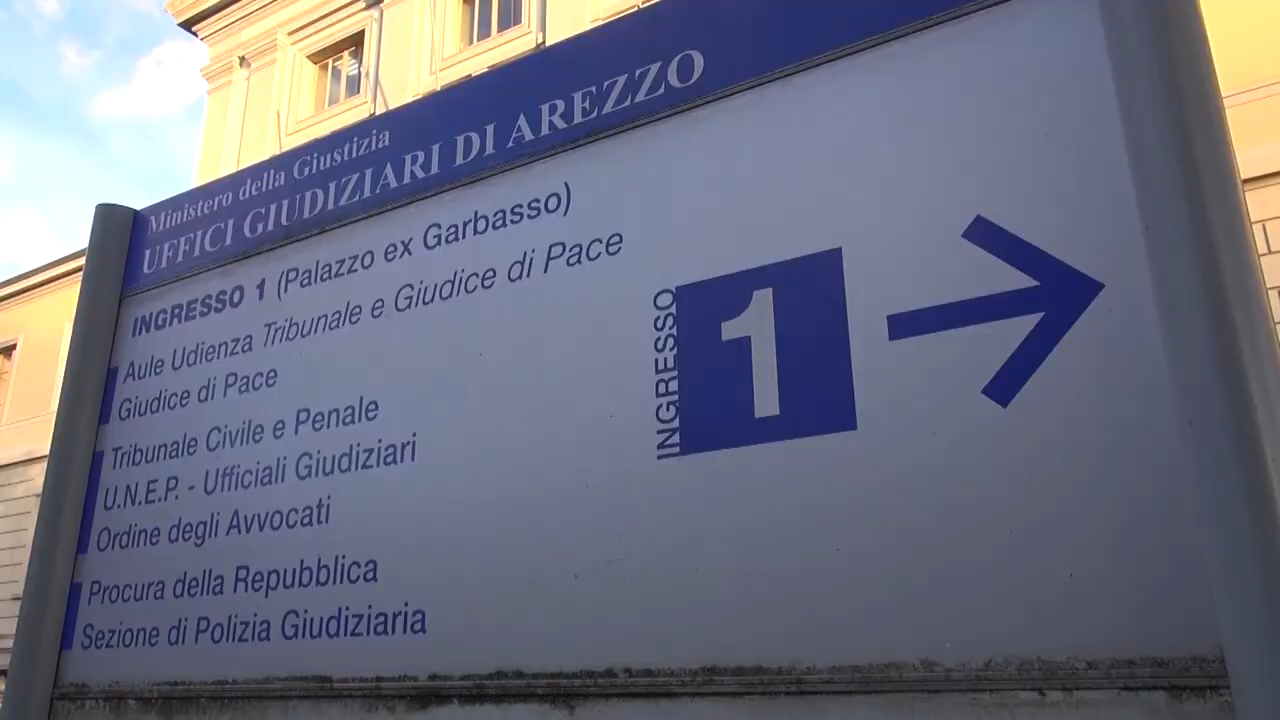 Ministero della Giustizia
UFFICI GIUDIZIARI DI AREZZO
INGRESSO 1 (Palazzo ex Garbasso)
Aule Udienza Tribunale e Giudice di Pace
Giudice di Pace
Tribunale Civile e Penale
U.N.E.P. - Ufficiali Giudiziari
Ordine degli Avvocati
Procura della Repubblica
Sezione di Polizia Giudiziaria
INGRESSO
1